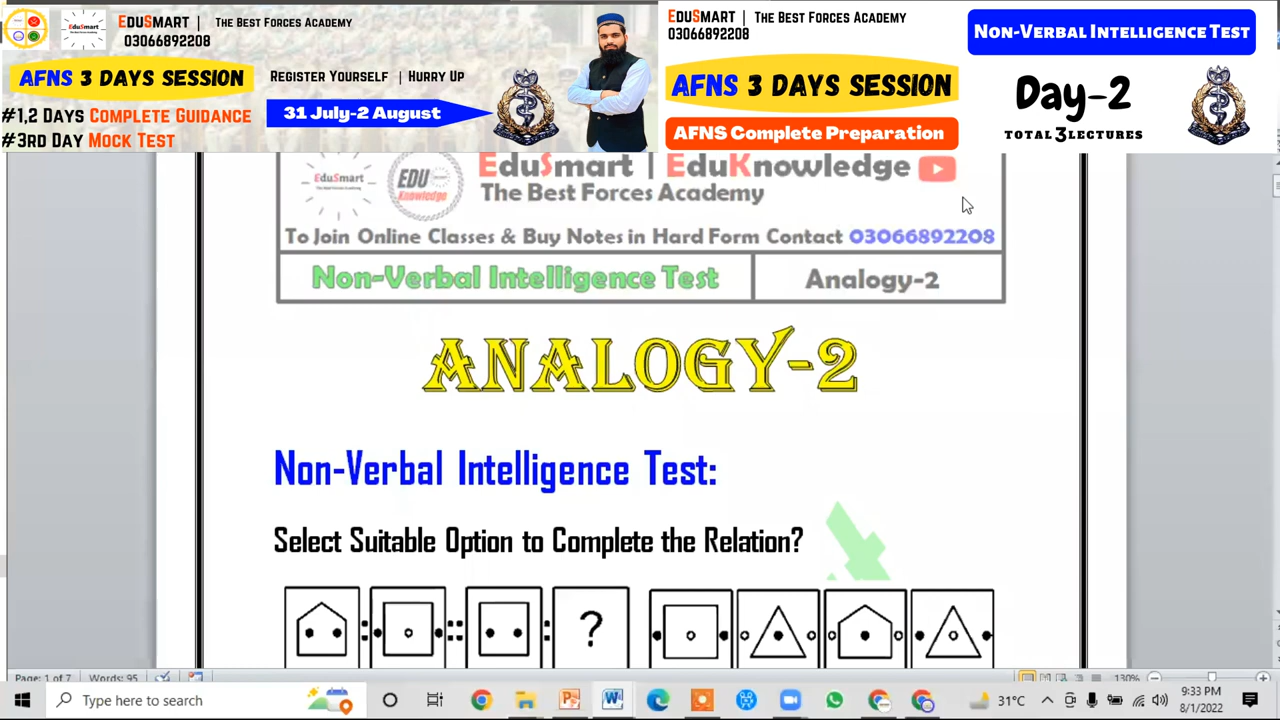 EduSmart | The Best Forces Academy
03066892208
AFNS 3 Days Session
Register Yourself | Hurry Up
31 July-2 August
#1,2 Days Complete Guidance
#3rd Day Mock Test
EduSmart | The Best Forces Academy
03066892208
AFNS 3 Days Session
AFNS Complete Preparation
Non-Verbal Intelligence Test
Day-2
Total 3 Lectures
EduSmart
EDU
Knowledge
EduSmart | EduKnowledge
The Best Forces Academy
To Join Online Classes & Buy Notes in Hard Form Contact 03066892208
Non-Verbal Intelligence Test
Analogy-2
ANALOGY-2
Non-Verbal Intelligence Test:
Select Suitable Option to Complete the Relation?
: :: : ?
Page: 1 of 7
Words: 95
130%
Type here to search
31°C
9:33 PM
8/1/2022